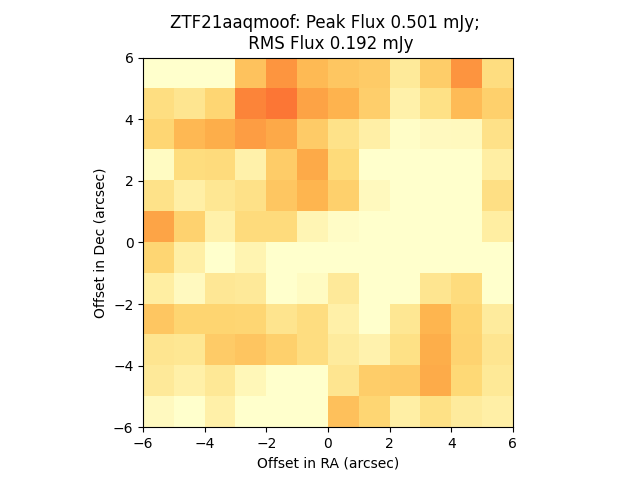 ZTF21aaqmoof: Peak Flux 0.501 mJy;
RMS Flux 0.192 mJy
6
4
2
0
−2
−4
−6
Offset in Dec (arcsec)
−6 −4 −2 0 2 4 6
Offset in RA (arcsec)